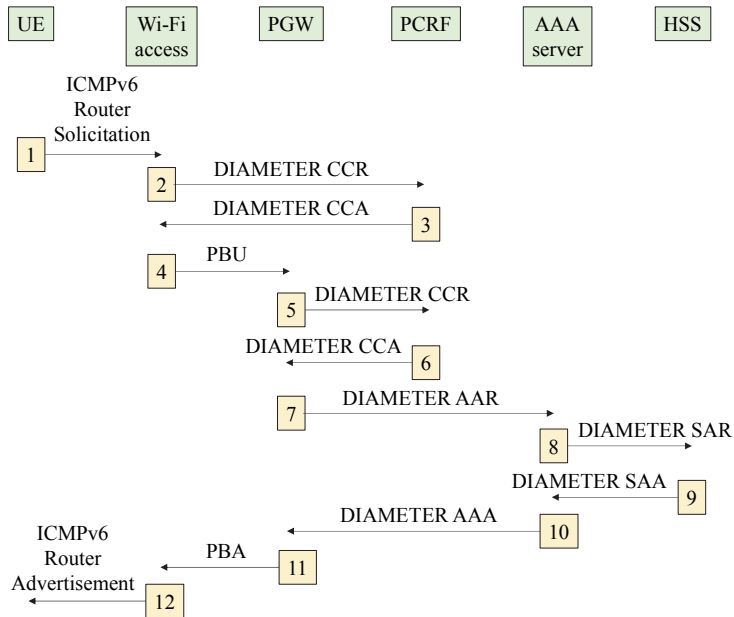 UE
Wi-Fi
access
PGW
PCRF
AAA
server
HSS
ICMPv6
Router
Solicitation
1
DIAMETER CCR
2
DIAMETER CCA
3
PBU
4
DIAMETER CCR
5
DIAMETER CCA
6
DIAMETER AAR
7
DIAMETER SAR
8
DIAMETER SAA
9
DIAMETER AAA
10
PBA
11
ICMPv6
Router
Advertisement
12